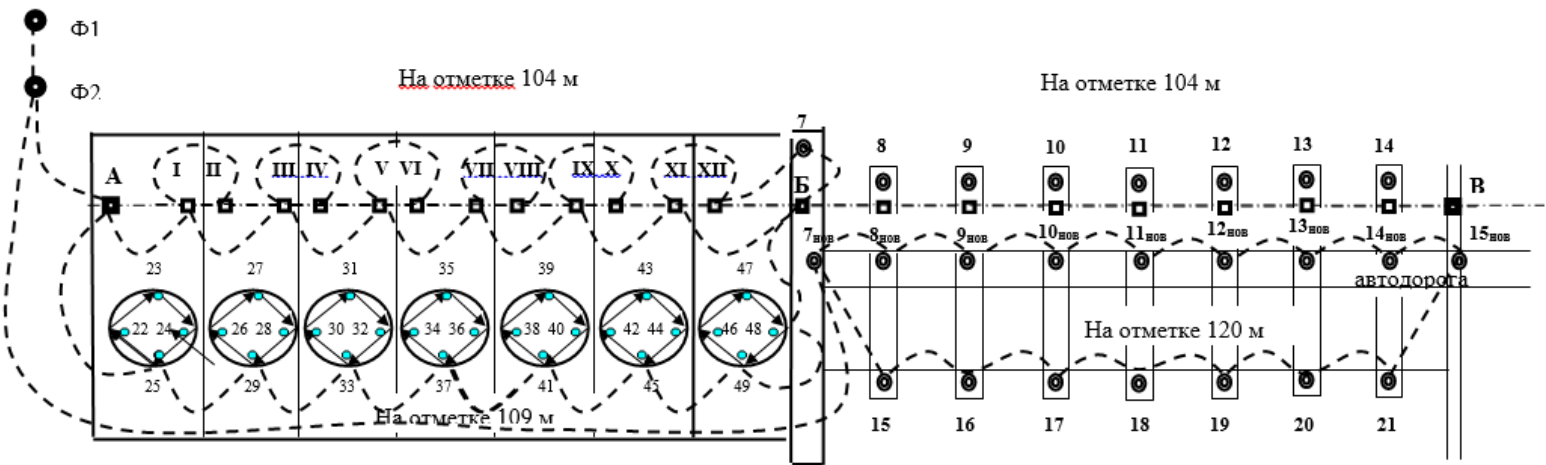 Ф1
Ф2
На отметке 104 м
На отметке 104 м
7
8 9 10 11 12 13 14
А I II III IV V VI VII VIII IX X XI XII Б В
7нов 8нов 9нов 10нов 11нов 12нов 13нов 14нов 15нов
23 27 31 35 39 43 47
автодорога
22 24 26 28 30 32 34 36 38 40 42 44 46 48
На отметке 120 м
25 29 33 37 41 45 49
На отметке 109 м
15 16 17 18 19 20 21